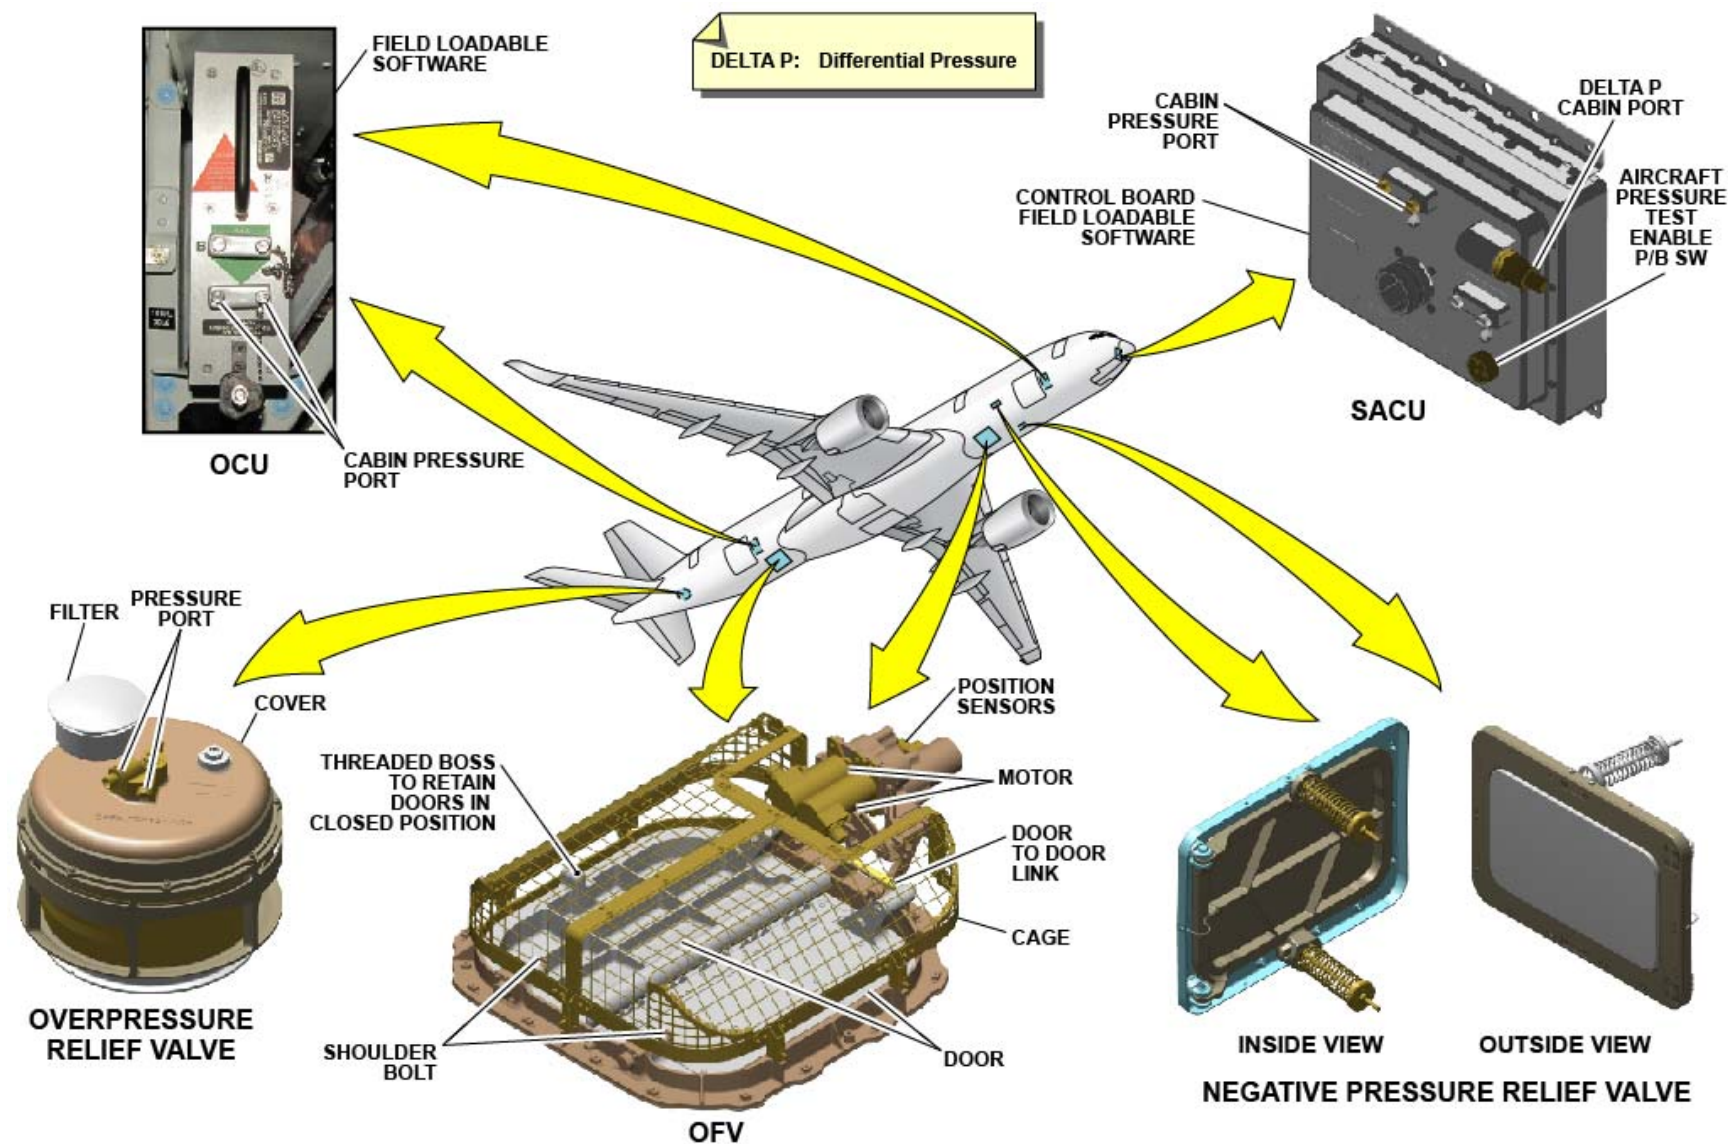 FIELD LOADABLE
SOFTWARE
DELTA P: Differential Pressure
CABIN
PRESSURE
PORT
DELTA P
CABIN PORT
CONTROL BOARD
FIELD LOADABLE
SOFTWARE
AIRCRAFT
PRESSURE
TEST
ENABLE
P/B SW
SACU
OCU
CABIN PRESSURE
PORT
FILTER
PRESSURE
PORT
COVER
OVERPRESSURE
RELIEF VALVE
THREADED BOSS
TO RETAIN
DOORS IN
CLOSED POSITION
POSITION
SENSORS
MOTOR
DOOR
TO DOOR
LINK
CAGE
SHOULDER
BOLT
DOOR
OFV
INSIDE VIEW
OUTSIDE VIEW
NEGATIVE PRESSURE RELIEF VALVE